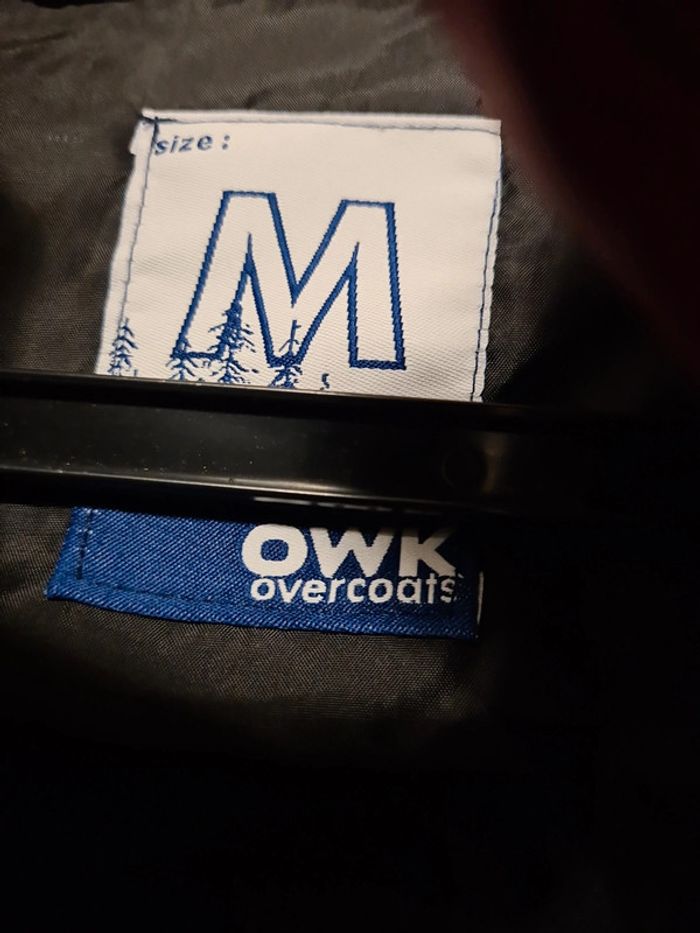 size :
M
OWK
overcoats